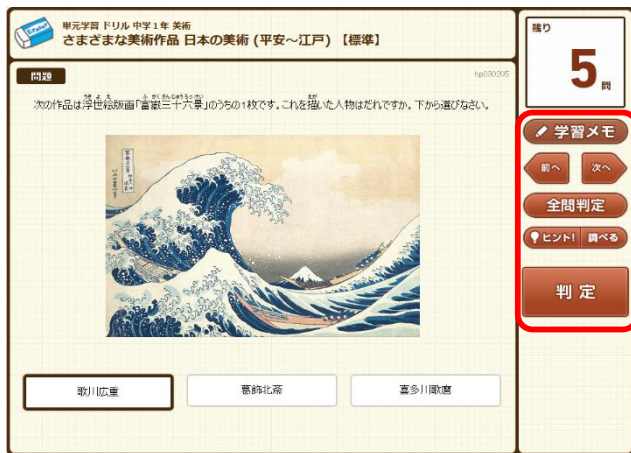 単元学習 ドリル 中学1年 美術
さまざまな美術作品 日本の美術 (平安～江戸) 【標準】
問題
hp030205
次の作品は浮世絵版画「富嶽三十六景」のうちの1枚です。これを描いた人物はだれですか。下から選びなさい。
歌川広重
葛飾北斎
喜多川歌麿
残り
5問
学習メモ
前へ
次へ
全問判定
ヒント!
調べる
判定